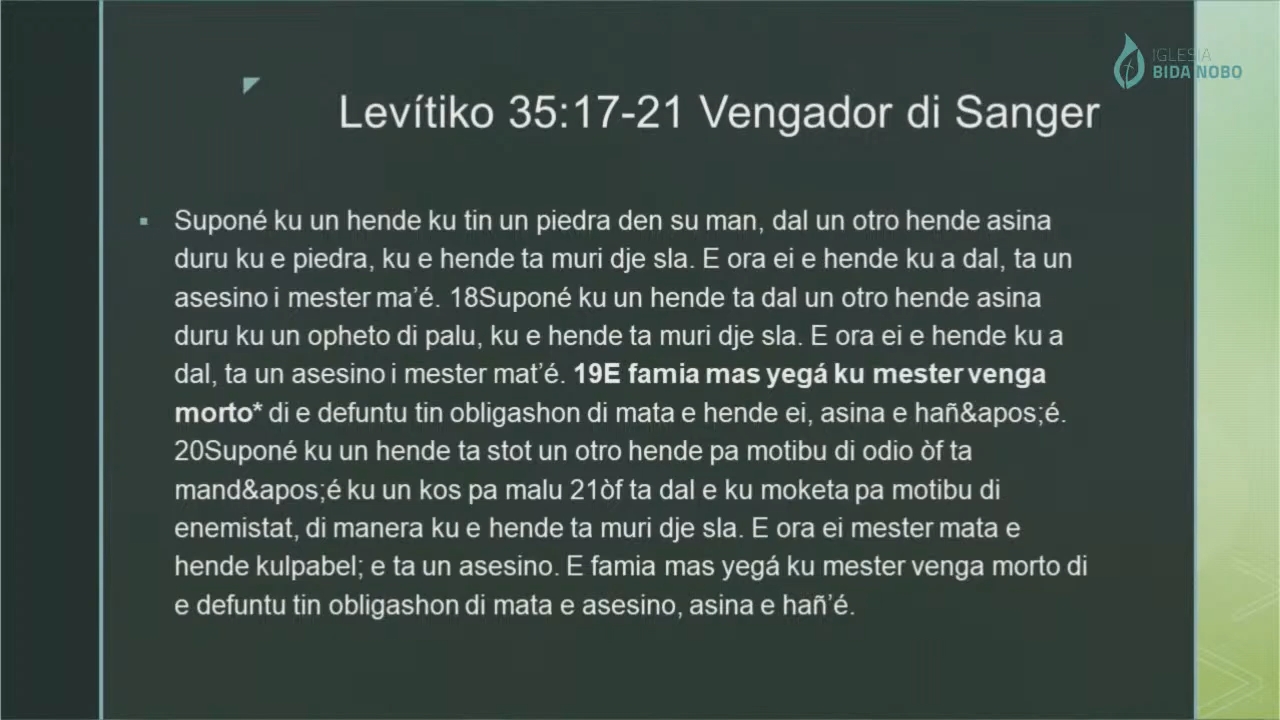 IGLESIA
BIDA NOBO
Levítiko 35:17-21 Vengador di Sanger
Suponé ku un hende ku tin un piedra den su man, dal un otro hende asina
duru ku e piedra, ku e hende ta muri dje sla. E ora ei e hende ku a dal, ta un
asesino i mester ma’é. 18Suponé ku un hende ta dal un otro hende asina
duru ku un opheto di palu, ku e hende ta muri dje sla. E ora ei e hende ku a
dal, ta un asesino i mester mat’é. 19E famia mas yegá ku mester venga
morto* di e defuntu tin obligashon di mata e hende ei, asina e hañ&apos;é.
20Suponé ku un hende ta stot un otro hende pa motibu di odio òf ta
mand&apos;é ku un kos pa malu 21òf ta dal e ku moketa pa motibu di
enemistat, di manera ku e hende ta muri dje sla. E ora ei mester mata e
hende kulpabel; e ta un asesino. E famia mas yegá ku mester venga morto di
e defuntu tin obligashon di mata e asesino, asina e hañ’é.